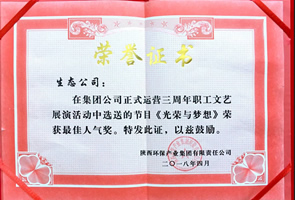 荣誉证书
生态公司：
在集团公司正式运营三周年职工文艺
展演活动中选送的节目《光荣与梦想》荣
获最佳人气奖。特发此证，以兹鼓励。
陕西环保产业集团有限责任公司
二〇一八年四月